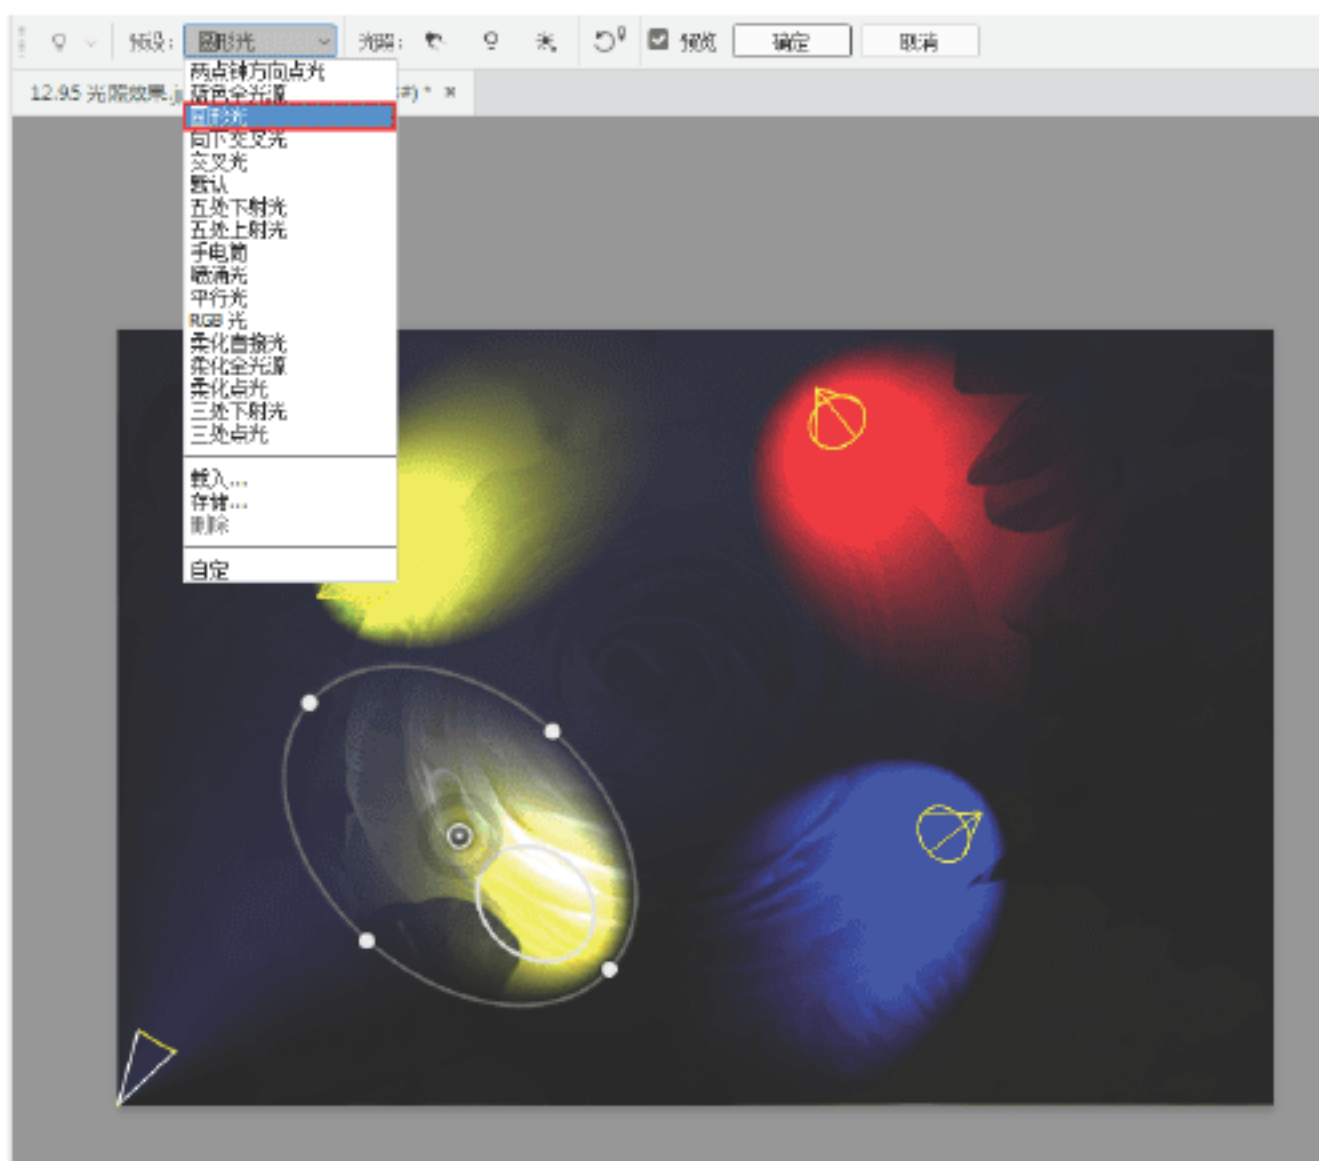 预设： 圆形光 光照： 预览 确定 取消
12.9.5 光照效果.j #) * ×
两点钟方向点光
蓝色全光源
圆形光
向下交叉光
交叉光
默认
五处下射光
五处上射光
手电筒
喷涌光
平行光
RGB 光
柔化直接光
柔化全光源
柔化点光
三处下射光
三处点光
载入...
存储...
删除
自定